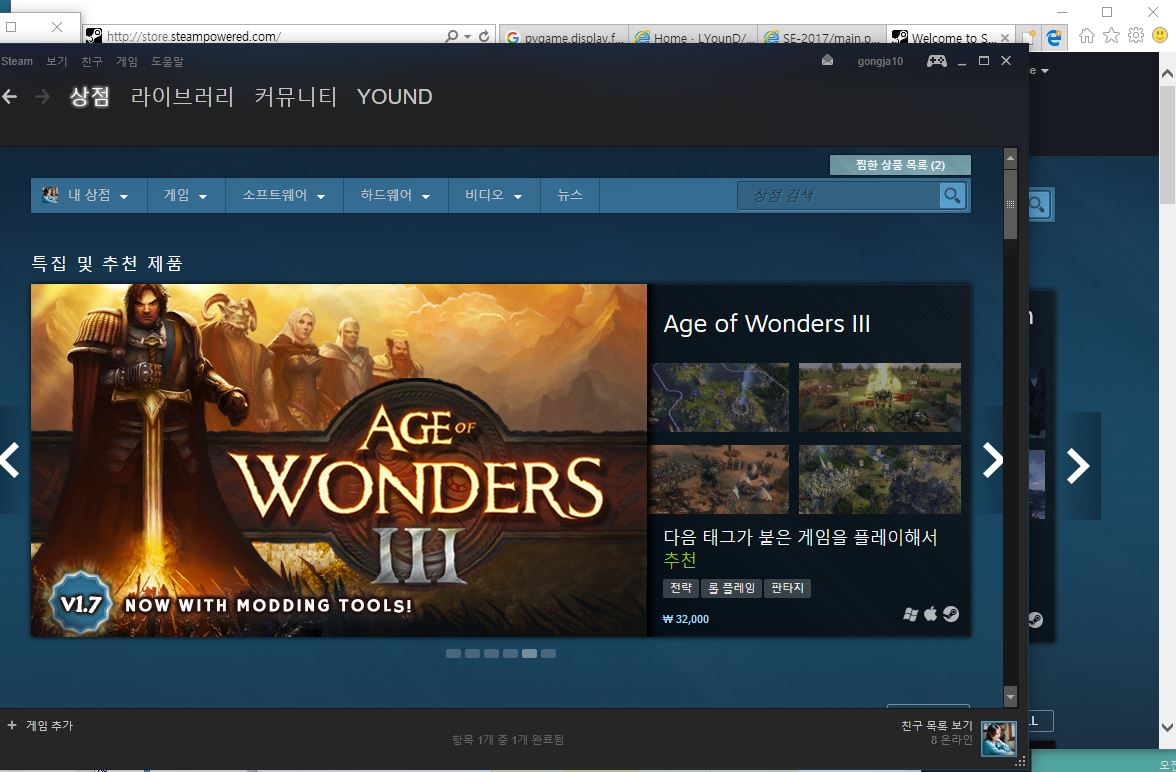 http://store.steampowered.com/
pygame.display.f...
Home · LYounD/...
SE-2017/main.p...
Welcome to S...
Steam 보기 친구 게임 도움말
gongja10
상점 라이브러리 커뮤니티 YOUND
찜한 상품 목록 (2)
내 상점 게임 소프트웨어 하드웨어 비디오 뉴스
상점 검색
특집 및 추천 제품
AGE OF
WONDERS
III
v1.7 NOW WITH MODDING TOOLS!
Age of Wonders III
다음 태그가 붙은 게임을 플레이해서
추천
전략 롤 플레잉 판타지
₩ 32,000
+ 게임 추가
항목 1개 중 1개 완료됨
친구 목록 보기
8 온라인